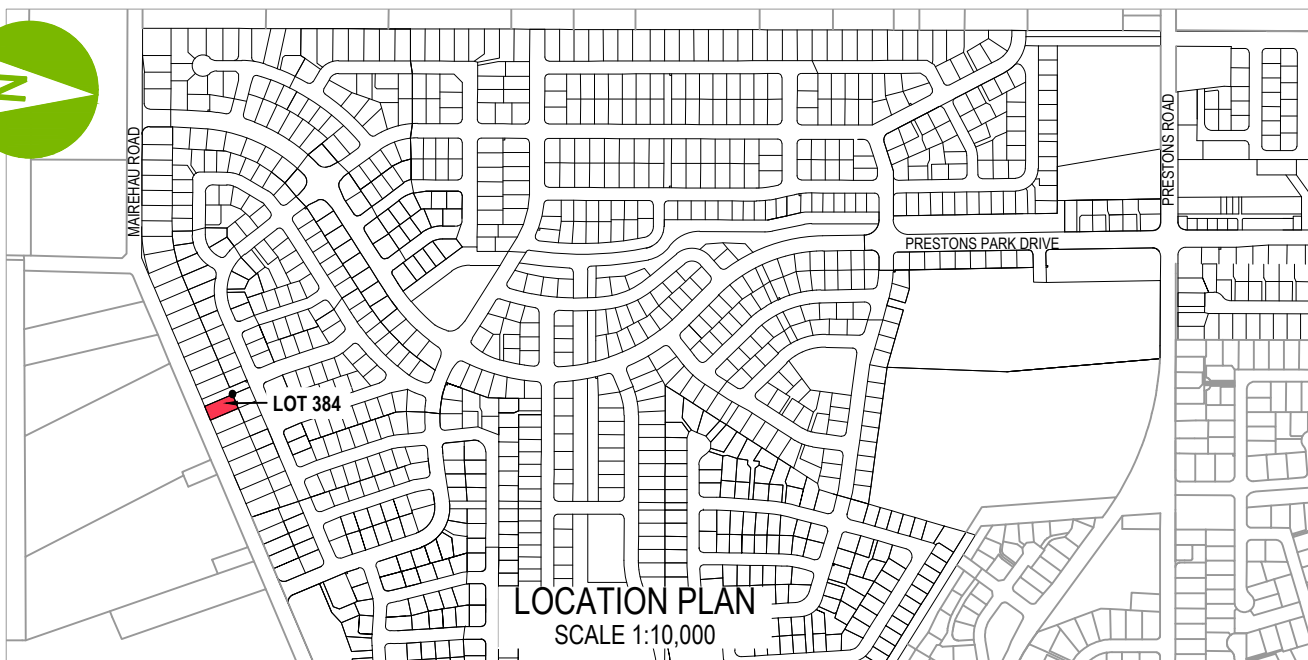 N
MAIREHAU ROAD
PRESTONS ROAD
PRESTONS PARK DRIVE
LOT 384
LOCATION PLAN
SCALE 1:10,000